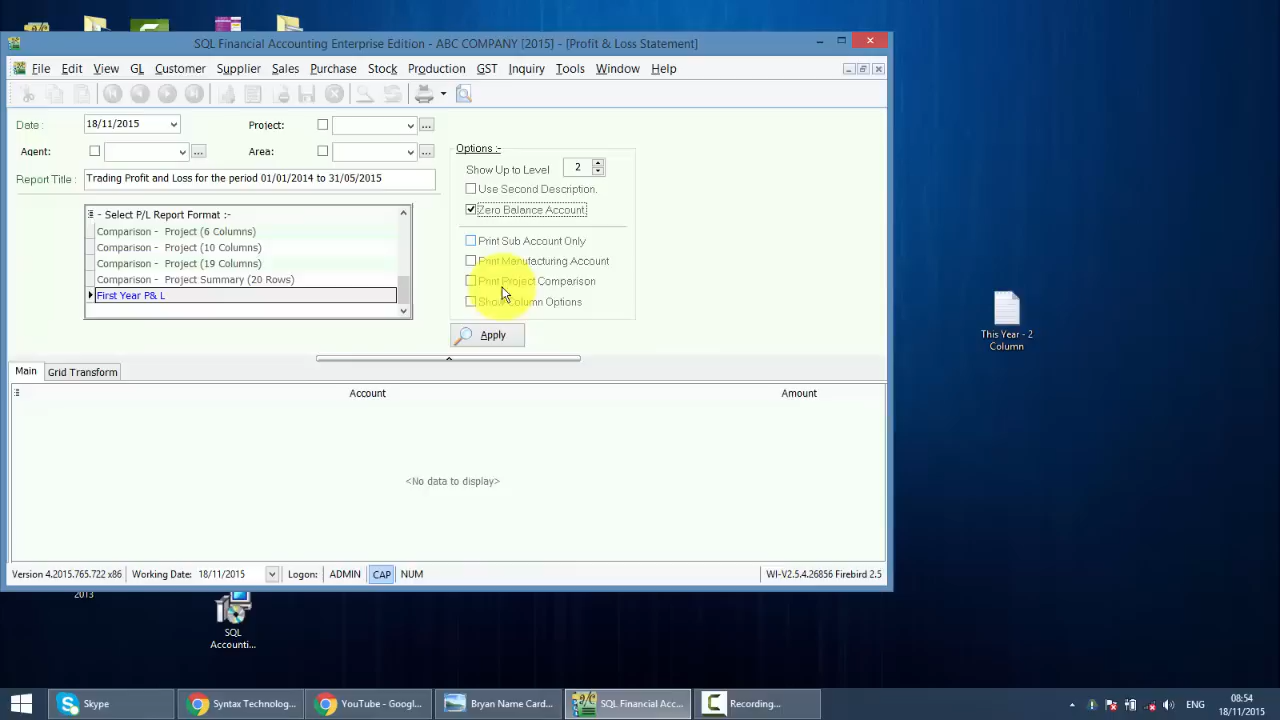 SQL Financial Accounting Enterprise Edition - ABC COMPANY [2015] - [Profit & Loss Statement]
File Edit View GL Customer Supplier Sales Purchase Stock Production GST Inquiry Tools Window Help
Date : 18/11/2015 Project:
Agent: Area:
Report Title : Trading Profit and Loss for the period 01/01/2014 to 31/05/2015
- Select P/L Report Format :-
Comparison - Project (6 Columns)
Comparison - Project (10 Columns)
Comparison - Project (19 Columns)
Comparison - Project Summary (20 Rows)
First Year P& L
Options :-
Show Up to Level 2
Use Second Description.
Zero Balance Account
Print Sub Account Only
Print Manufacturing Account
Print Project Comparison
Show Column Options
Apply
This Year - 2
Column
Main Grid Transform
Account Amount
<No data to display>
Version 4.2015.765.722 x86 Working Date: 18/11/2015 Logon: ADMIN CAP NUM WI-V2.5.4.26856 Firebird 2.5
2013
SQL
Accounti...
Skype Syntax Technolog... YouTube - Googl... Bryan Name Card... SQL Financial Acc... Recording... ENG
08:54
18/11/2015